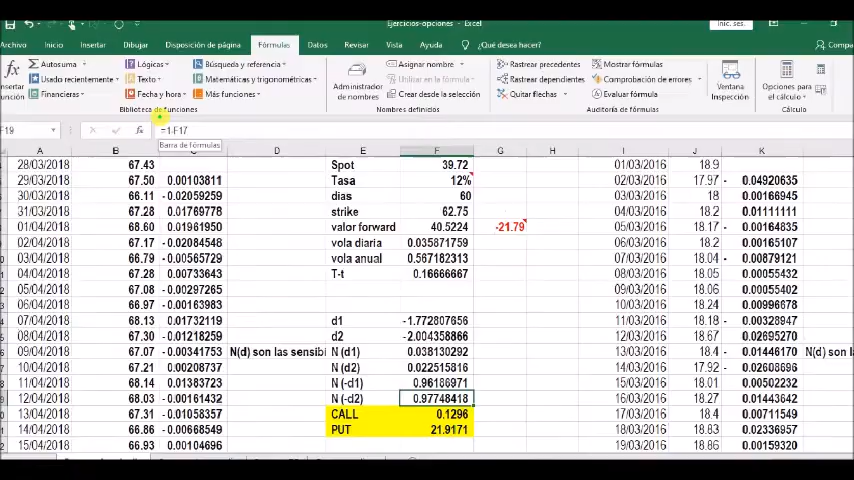 Ejercicios-opciones - Excel
Inic. ses.
Archivo Inicio Insertar Dibujar Disposición de página Fórmulas Datos Revisar Vista Ayuda ¿Qué desea hacer? Compa
Autosuma Lógicas Búsqueda y referencia Asignar nombre Rastrear precedentes Mostrar fórmulas
fx Usado recientemente Texto Matemáticas y trigonométricas Utilizar en la fórmula Rastrear dependientes Comprobación de errores
Insertar función Financieras Fecha y hora Más funciones Administrador de nombres Crear desde la selección Quitar flechas Ventana Inspección Opciones para el cálculo
Biblioteca de funciones Nombres definidos Auditoría de fórmulas Cálculo
F19 fx =1-F17
Barra de fórmulas
A B C D E F G H I J K
28/03/2018 67.43 Spot 39.72 01/03/2016 18.9
29/03/2018 67.50 0.00103811 Tasa 12% 02/03/2016 17.97 - 0.04920635
30/03/2018 66.11 - 0.02059259 dias 60 03/03/2016 18 0.00166945
31/03/2018 67.28 0.01769778 strike 62.75 04/03/2016 18.2 0.01111111
01/04/2018 68.60 0.01961950 valor forward 40.5224 -21.79 05/03/2016 18.17 - 0.00164835
02/04/2018 67.17 - 0.02084548 vola diaria 0.035871759 06/03/2016 18.2 0.00165107
03/04/2018 66.79 - 0.00565729 vola anual 0.567182313 07/03/2016 18.04 - 0.00879121
04/04/2018 67.28 0.00733643 T-t 0.16666667 08/03/2016 18.05 0.00055432
05/04/2018 67.08 - 0.00297265 09/03/2016 18.06 0.00055402
06/04/2018 66.97 - 0.00163983 10/03/2016 18.24 0.00996678
07/04/2018 68.13 0.01732119 d1 -1.772807656 11/03/2016 18.18 - 0.00328947
08/04/2018 67.30 - 0.01218259 d2 -2.004358866 12/03/2016 18.67 0.02695270
09/04/2018 67.07 - 0.00341753 N(d) son las sensibi N (d1) 0.038130292 13/03/2016 18.4 - 0.01446170 N(d) son
10/04/2018 67.21 0.00208737 N (d2) 0.022515816 14/03/2016 17.92 - 0.02608696
11/04/2018 68.14 0.01383723 N (-d1) 0.96186971 15/03/2016 18.01 0.00502232
12/04/2018 68.03 - 0.00161432 N (-d2) 0.97748418 16/03/2016 18.27 0.01443642
13/04/2018 67.31 - 0.01058357 CALL 0.1296 17/03/2016 18.4 0.00711549
14/04/2018 66.86 - 0.00668549 PUT 21.9171 18/03/2016 18.83 0.02336957
15/04/2018 66.93 0.00104696 19/03/2016 18.86 0.00159320